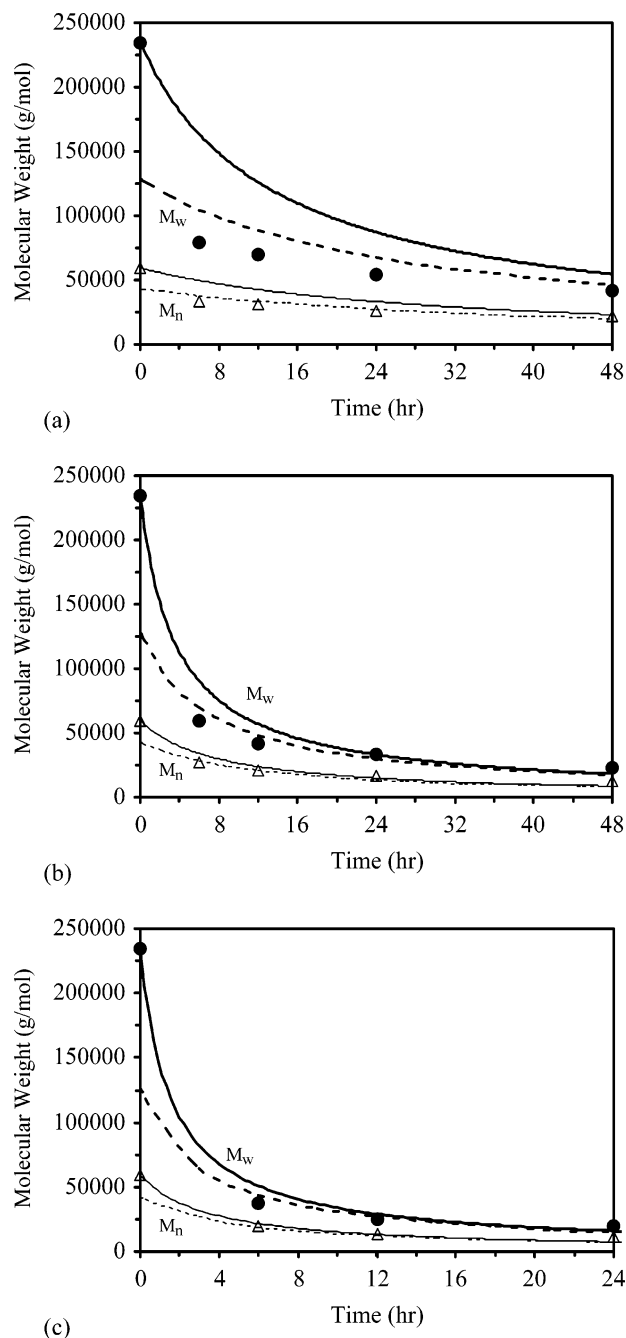 250000
200000
150000
100000
50000
0
Molecular Weight (g/mol)
Mw
Mn
0 8 16 24 32 40 48
Time (hr)
(a)
250000
200000
150000
100000
50000
0
Molecular Weight (g/mol)
Mw
Mn
0 8 16 24 32 40 48
Time (hr)
(b)
250000
200000
150000
100000
50000
0
Molecular Weight (g/mol)
Mw
Mn
0 4 8 12 16 20 24
Time (hr)
(c)